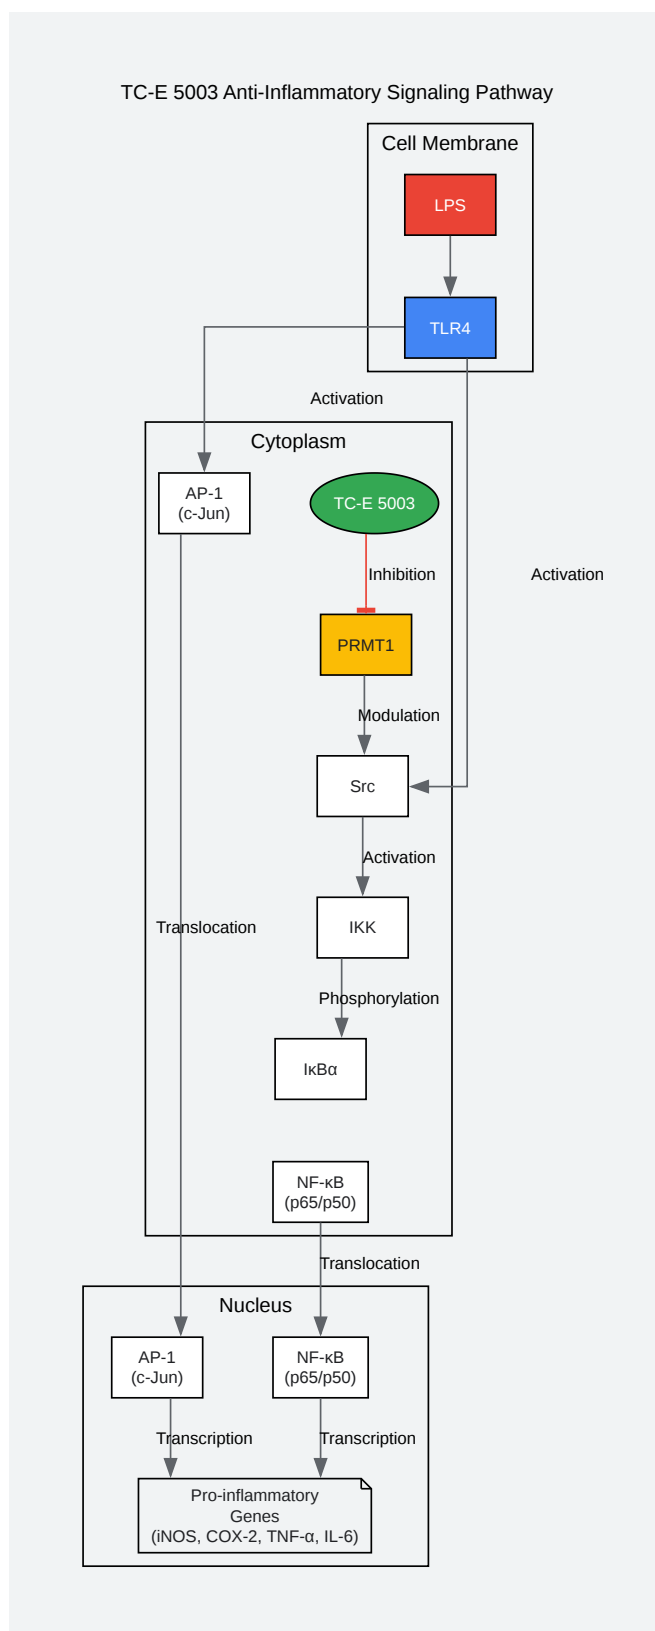 TC-E 5003 Anti-Inflammatory Signaling Pathway
Cell Membrane
LPS
TLR4
Activation
Cytoplasm
AP-1
(c-Jun)
TC-E 5003
Inhibition
Activation
PRMT1
Modulation
Src
Activation
IKK
Translocation
Phosphorylation
IκBα
NF-κB
(p65/p50)
Translocation
Nucleus
AP-1
(c-Jun)
NF-κB
(p65/p50)
Transcription
Transcription
Pro-inflammatory
Genes
(iNOS, COX-2, TNF-α, IL-6)